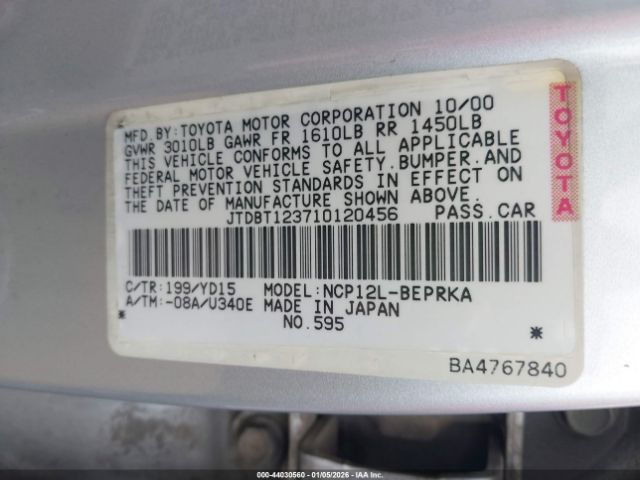 MFD.BY:TOYOTA MOTOR CORPORATION 10/00
GVWR 3010LB GAWR FR 1610LB RR 1450LB
THIS VEHICLE CONFORMS TO ALL APPLICABLE
FEDERAL MOTOR VEHICLE SAFETY.BUMPER.AND
THEFT PREVENTION STANDARDS IN EFFECT ON
THE DATE OF MANUFACTURE SHOWN ABOVE.
JTDBT123710120456 PASS.CAR
TOYOTA
C/TR:199/YD15 MODEL:NCP12L-BEPRKA
A/TM:-08A/U340E MADE IN JAPAN
NO.595
* *
BA4767840
000-44030560 — 01/05/2026 — IAA Inc.